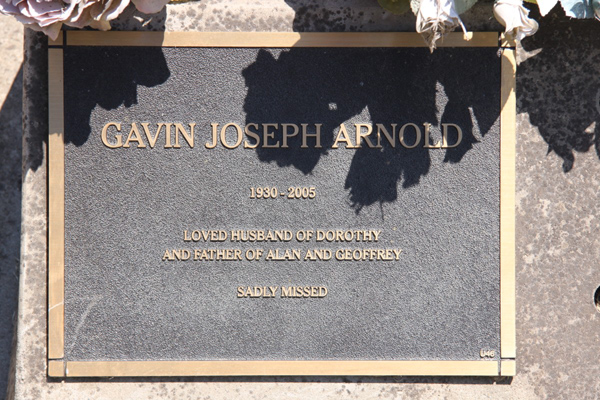 GAVIN JOSEPH ARNOLD
1930 - 2005
LOVED HUSBAND OF DOROTHY
AND FATHER OF ALAN AND GEOFFREY
SADLY MISSED